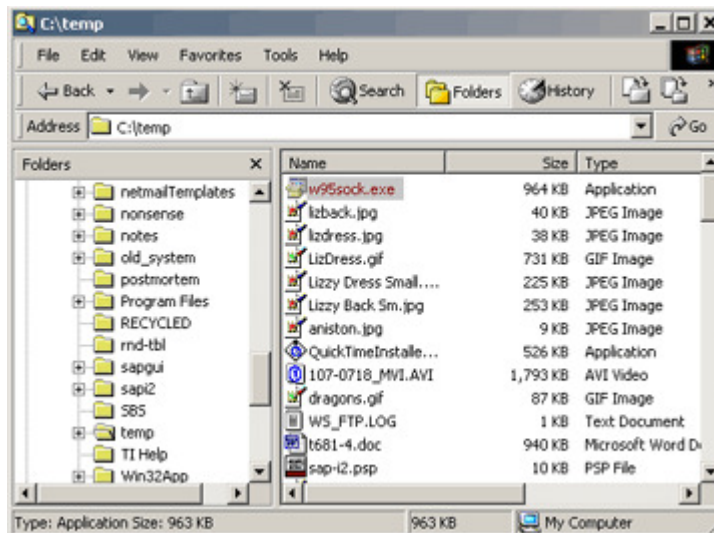 C:\temp
File Edit View Favorites Tools Help
Back Search Folders History
Address C:\temp Go
Folders
netmailTemplates
nonsense
notes
old_system
postmortem
Program Files
RECYCLED
rnd-tbl
sapgui
sapi2
SBS
temp
TI Help
Win32App
Name Size Type
w95sock.exe 964 KB Application
lizback.jpg 40 KB JPEG Image
lizdress.jpg 38 KB JPEG Image
LizDress.gif 731 KB GIF Image
Lizzy Dress Small.... 225 KB JPEG Image
Lizzy Back Sm.jpg 253 KB JPEG Image
aniston.jpg 9 KB JPEG Image
QuickTimeInstalle... 526 KB Application
107-0718_MVI.AVI 1,793 KB AVI Video
dragons.gif 87 KB GIF Image
WS_FTP.LOG 1 KB Text Document
t681-4.doc 940 KB Microsoft Word D
sap-i2.psp 10 KB PSP File
Type: Application Size: 963 KB 963 KB My Computer